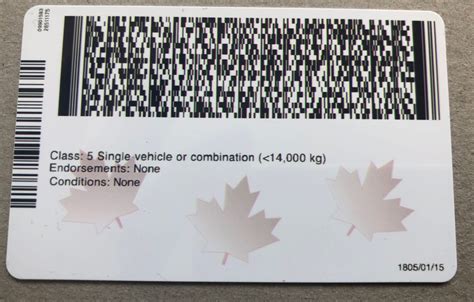 Class: 5 Single vehicle or combination (<14,000 kg)
Endorsements: None
Conditions: None
1805/01/15